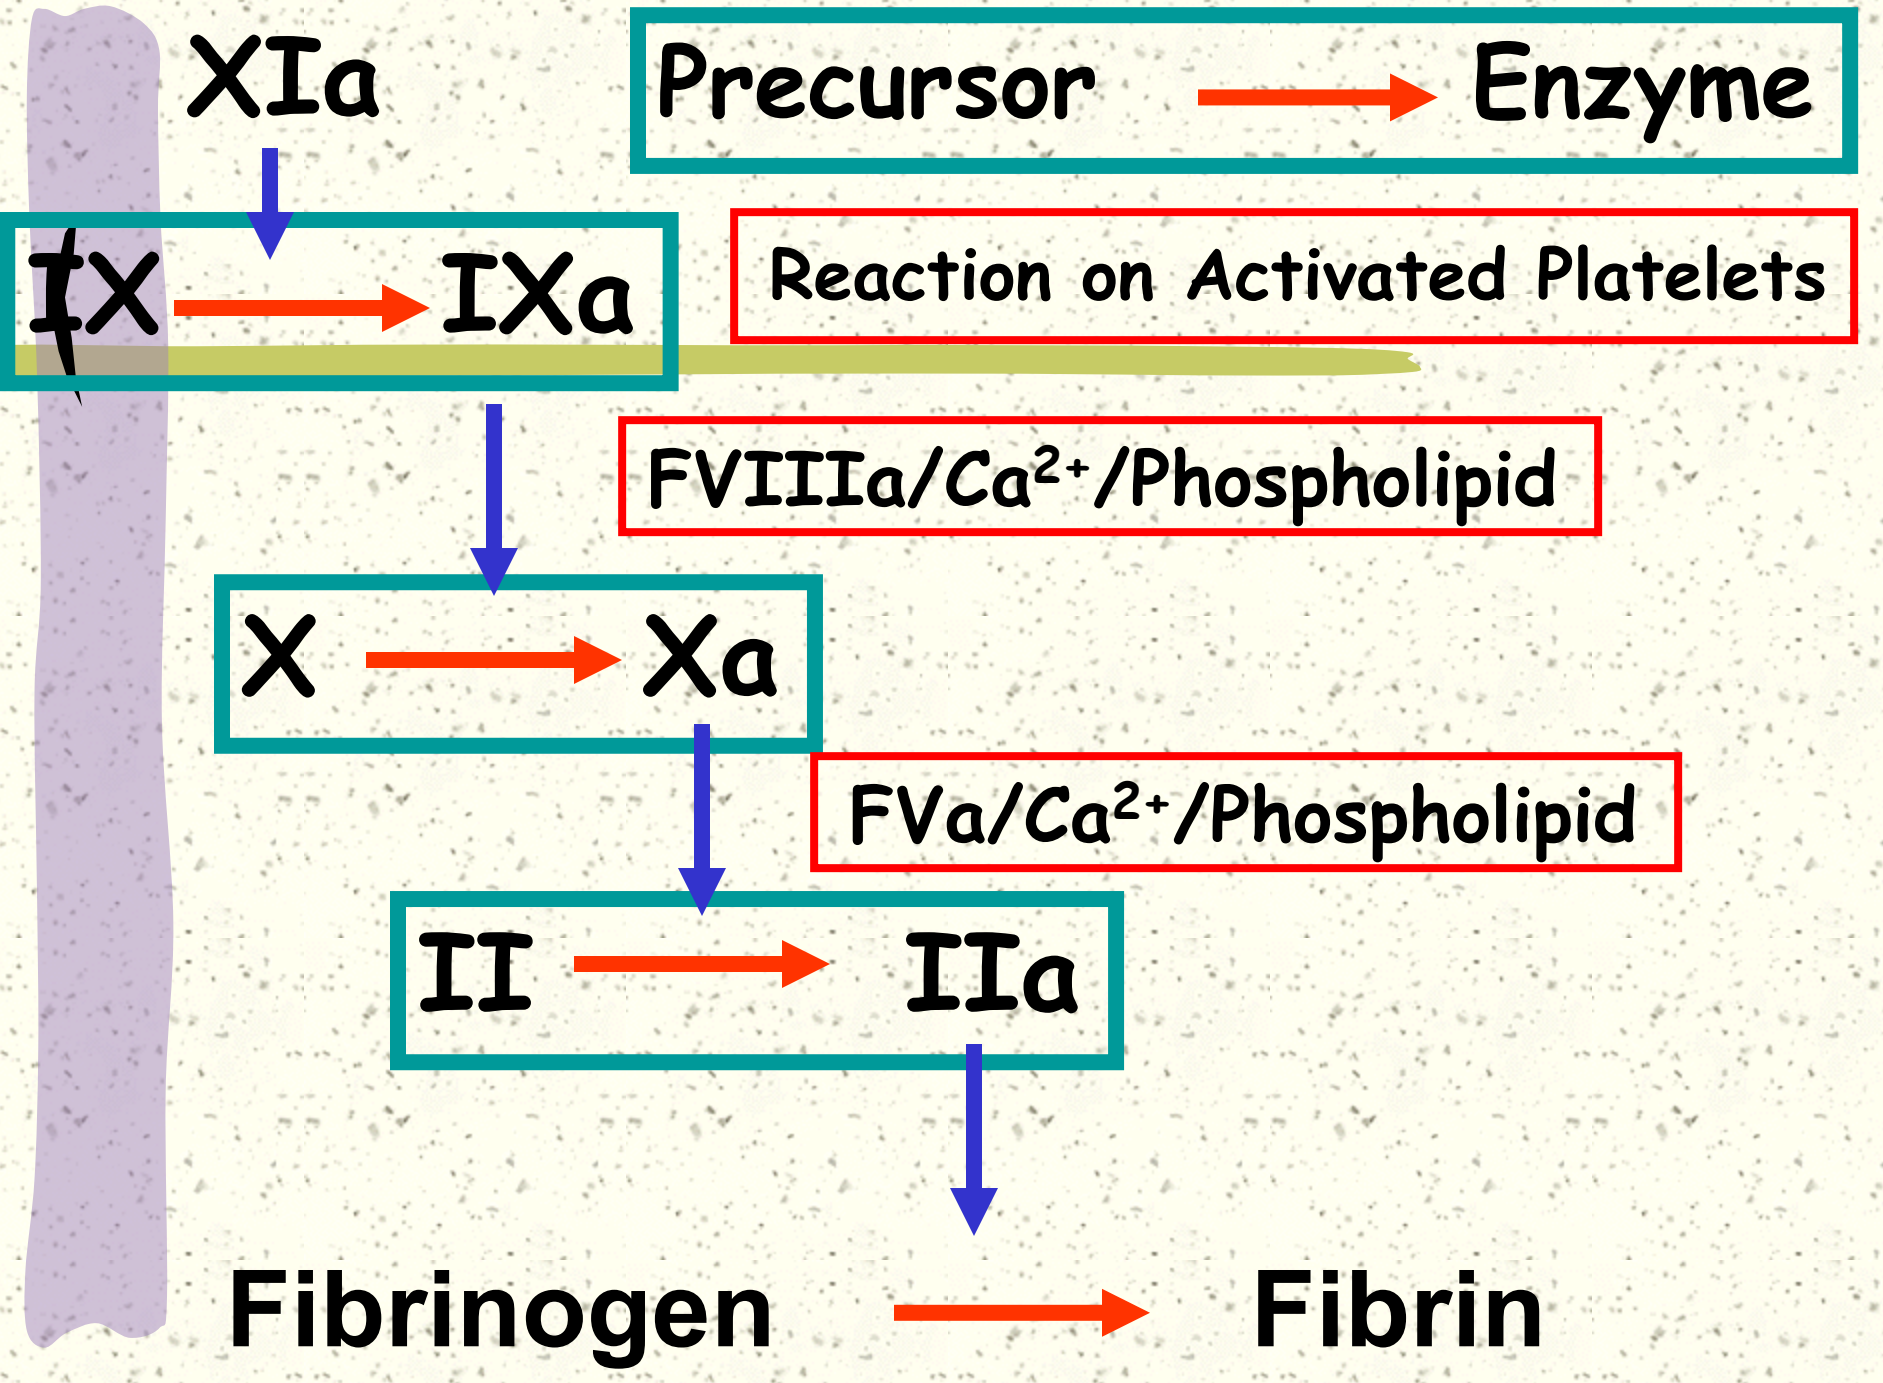 XIa
Precursor Enzyme
IX IXa
Reaction on Activated Platelets
FVIIIa/Ca²⁺/Phospholipid
X Xa
FVa/Ca²⁺/Phospholipid
II IIa
Fibrinogen Fibrin